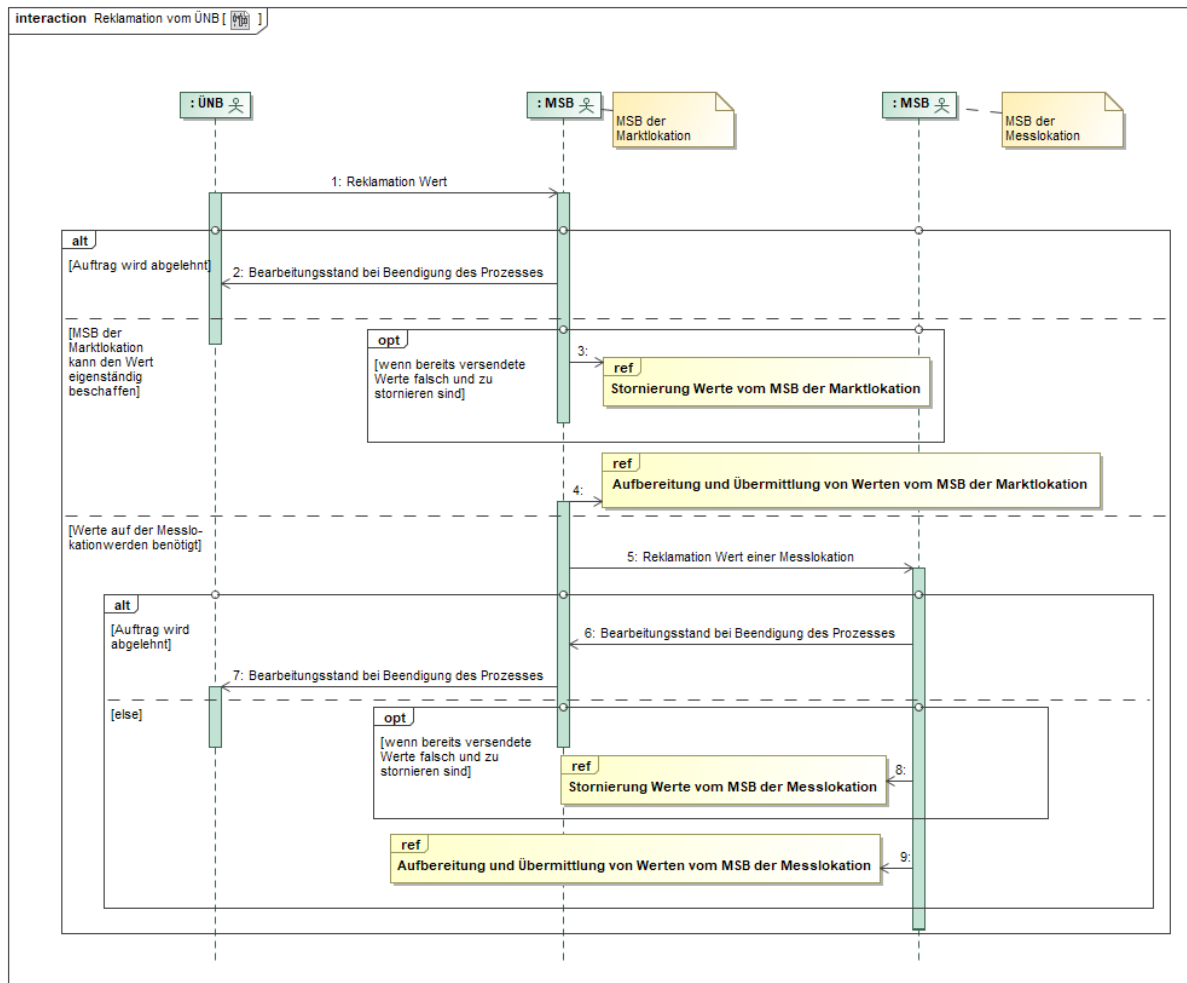 interaction Reklamation vom ÜNB [ ]
: ÜNB
: MSB
MSB der
Marktlokation
: MSB
MSB der
Messlokation
1: Reklamation Wert
alt
[Auftrag wird abgelehnt]
2: Bearbeitungsstand bei Beendigung des Prozesses
[MSB der
Marktlokation
kann den Wert
eigenständig
beschaffen]
opt
[wenn bereits versendete
Werte falsch und zu
stornieren sind]
3:
ref
Stornierung Werte vom MSB der Marktlokation
ref
Aufbereitung und Übermittlung von Werten vom MSB der Marktlokation
4:
[Werte auf der Messlo-
kationwerden benötigt]
5: Reklamation Wert einer Messlokation
alt
[Auftrag wird
abgelehnt]
6: Bearbeitungsstand bei Beendigung des Prozesses
7: Bearbeitungsstand bei Beendigung des Prozesses
[else]
opt
[wenn bereits versendete
Werte falsch und zu
stornieren sind]
ref
Stornierung Werte vom MSB der Messlokation
8:
ref
Aufbereitung und Übermittlung von Werten vom MSB der Messlokation
9: